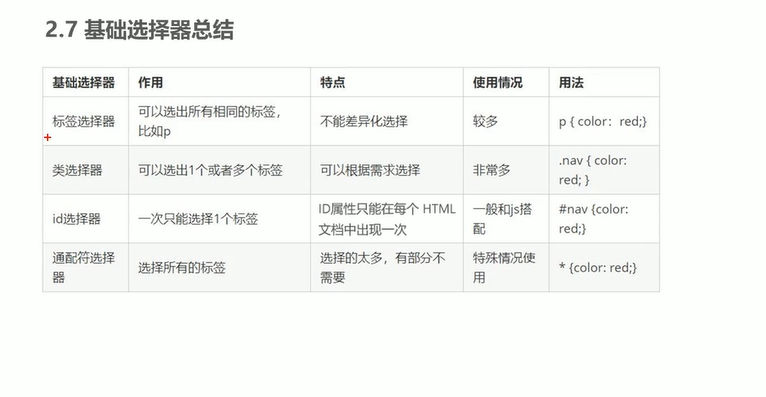 2.7 基础选择器总结
基础选择器 作用 特点 使用情况 用法
标签选择器 可以选出所有相同的标签，比如p 不能差异化选择 较多 p { color：red;}
类选择器 可以选出1个或者多个标签 可以根据需求选择 非常多 .nav { color: red; }
id选择器 一次只能选择1个标签 ID属性只能在每个 HTML 文档中出现一次 一般和js搭配 #nav {color: red;}
通配符选择器 选择所有的标签 选择的太多，有部分不需要 特殊情况使用 * {color: red;}